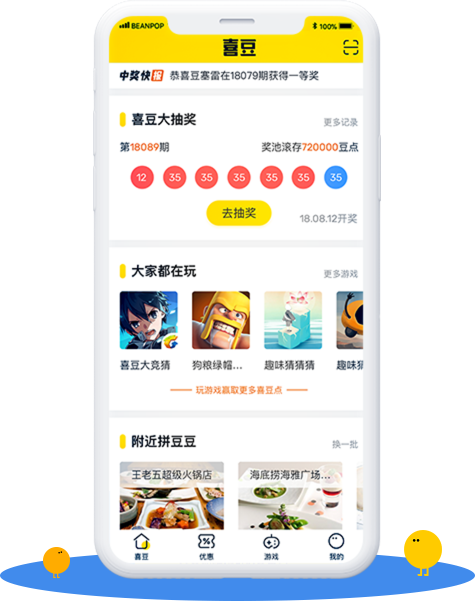 BEANPOP
100%
喜豆
中奖快报 恭喜豆塞雷在18079期获得一等奖
喜豆大抽奖 更多记录
第18089期 奖池滚存720000豆点
12 35 35 35 35 35 35
去抽奖 18.08.12开奖
大家都在玩 更多游戏
喜豆大竞猜 狗粮绿帽... 趣味猜猜猜 趣味
玩游戏赢取更多喜豆点
附近拼豆豆 换一批
王老五超级火锅店 海底捞海雅广场...
喜豆 优惠 游戏 我的